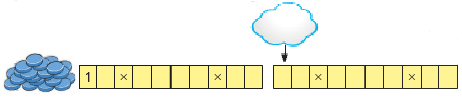 1 × × × ×